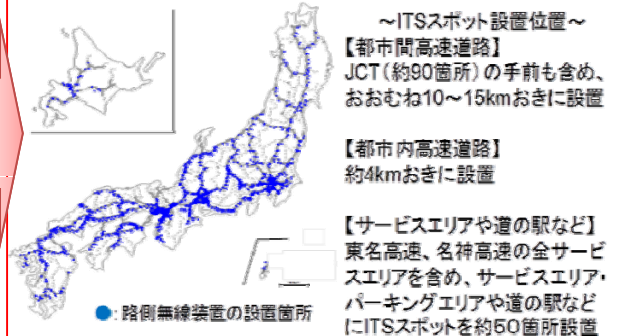 ～ITSスポット設置位置～
【都市間高速道路】
JCT(約90箇所)の手前も含め、
おおむね10～15kmおきに設置
【都市内高速道路】
約4kmおきに設置
【サービスエリアや道の駅など】
東名高速、名神高速の全サービ
スエリアを含め、サービスエリア・
パーキングエリアや道の駅など
にITSスポットを約50箇所設置
●：路側無線装置の設置箇所